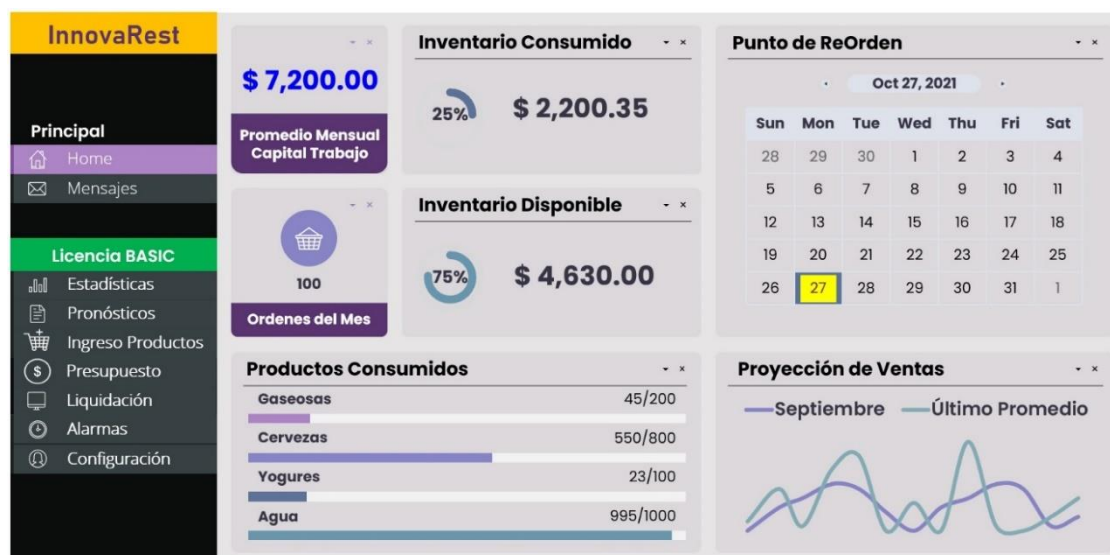 InnovaRest
Principal
Home
Mensajes
Licencia BASIC
Estadísticas
Pronósticos
Ingreso Productos
Presupuesto
Liquidación
Alarmas
Configuración
$ 7,200.00
Promedio Mensual
Capital Trabajo
100
Ordenes del Mes
Inventario Consumido
25%
$ 2,200.35
Inventario Disponible
75%
$ 4,630.00
Punto de ReOrden
Oct 27, 2021
Sun Mon Tue Wed Thu Fri Sat
28 29 30 1 2 3 4
5 6 7 8 9 10 11
12 13 14 15 16 17 18
19 20 21 22 23 24 25
26 27 28 29 30 31 1
Productos Consumidos
Gaseosas 45/200
Cervezas 550/800
Yogures 23/100
Agua 995/1000
Proyección de Ventas
Septiembre Último Promedio